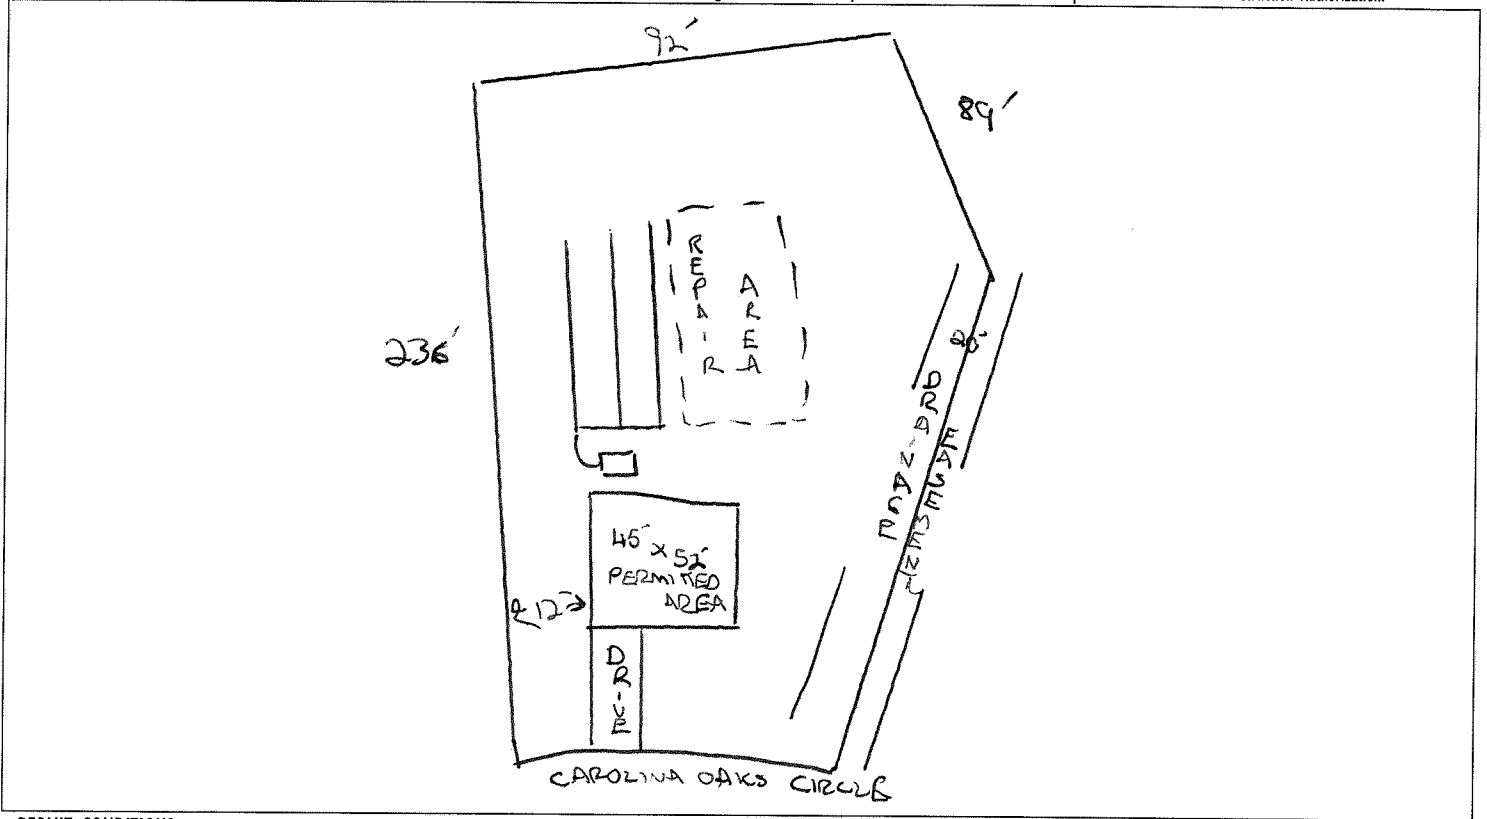 92'
89'
236'
REPAIR
AREA
20'
DRAINAGE
EASEMENT
45' x 52'
PERMITED
AREA
12'
DRIVE
CAROLINA OAKS CIRCLE